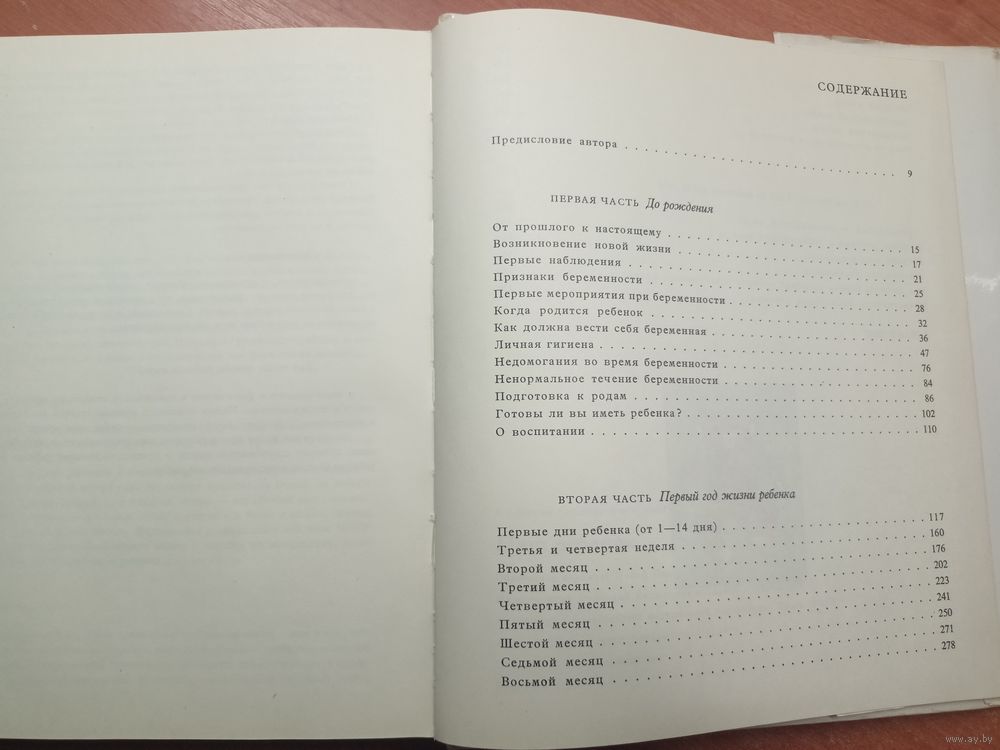 СОДЕРЖАНИЕ
Предисловие автора . . . . . . . . . . . . . . . . . . . . . . . . 9
ПЕРВАЯ ЧАСТЬ До рождения
От прошлого к настоящему . . . . . . . . . . . . . . . . . . . . 15
Возникновение новой жизни . . . . . . . . . . . . . . . . . . . . 17
Первые наблюдения . . . . . . . . . . . . . . . . . . . . . . . . 21
Признаки беременности . . . . . . . . . . . . . . . . . . . . . . 25
Первые мероприятия при беременности . . . . . . . . . . . . . . . 28
Когда родится ребенок . . . . . . . . . . . . . . . . . . . . . . 32
Как должна вести себя беременная . . . . . . . . . . . . . . . . 36
Личная гигиена . . . . . . . . . . . . . . . . . . . . . . . . . 47
Недомогания во время беременности . . . . . . . . . . . . . . . . 76
Ненормальное течение беременности . . . . . . . . . . . . . . . . 84
Подготовка к родам . . . . . . . . . . . . . . . . . . . . . . . 86
Готовы ли вы иметь ребенка? . . . . . . . . . . . . . . . . . . . 102
О воспитании . . . . . . . . . . . . . . . . . . . . . . . . . . 110
ВТОРАЯ ЧАСТЬ Первый год жизни ребенка
Первые дни ребенка (от 1—14 дня) . . . . . . . . . . . . . . . . 117
Третья и четвертая неделя . . . . . . . . . . . . . . . . . . . . 160
Второй месяц . . . . . . . . . . . . . . . . . . . . . . . . . . 176
Третий месяц . . . . . . . . . . . . . . . . . . . . . . . . . . 202
Четвертый месяц . . . . . . . . . . . . . . . . . . . . . . . . . 223
Пятый месяц . . . . . . . . . . . . . . . . . . . . . . . . . . . 241
Шестой месяц . . . . . . . . . . . . . . . . . . . . . . . . . . 250
Седьмой месяц . . . . . . . . . . . . . . . . . . . . . . . . . . 271
Восьмой месяц . . . . . . . . . . . . . . . . . . . . . . . . . . 278
www.ay.by